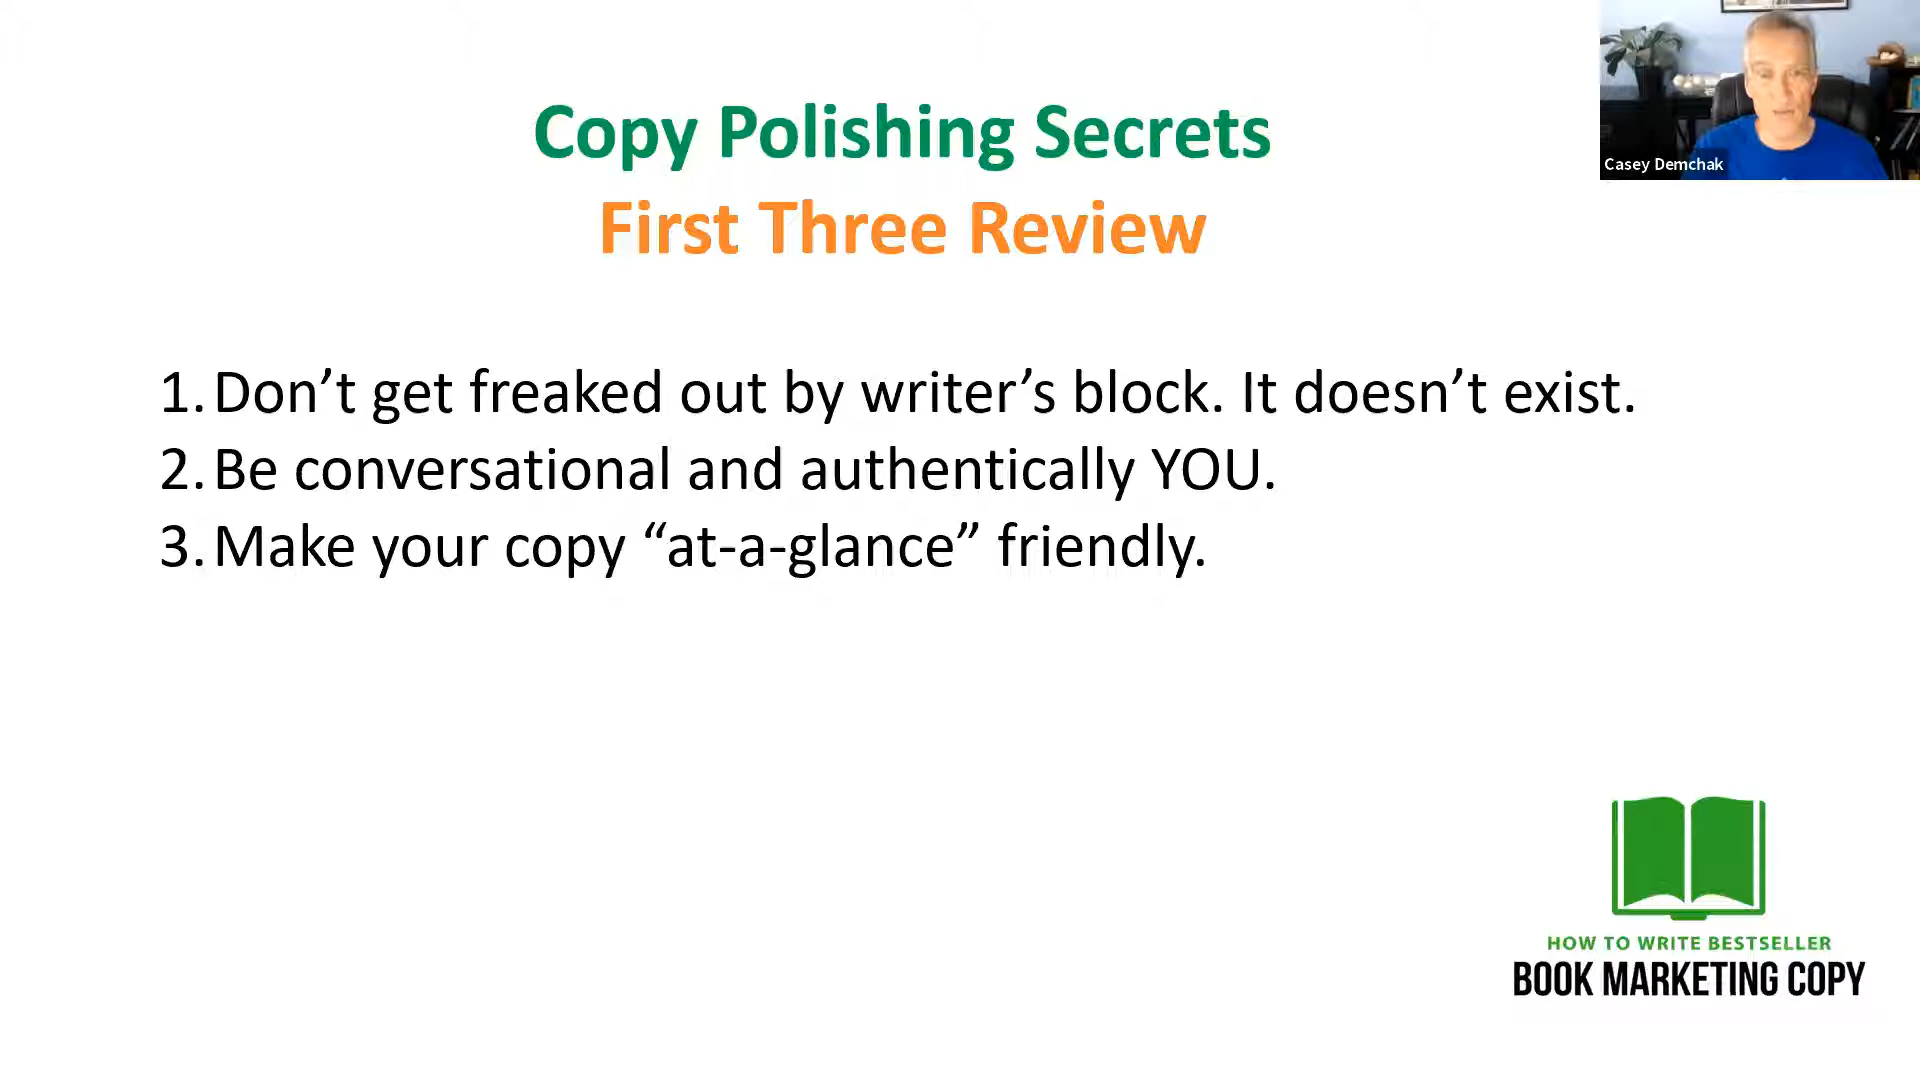 Copy Polishing Secrets
First Three Review
Casey Demchak
1. Don’t get freaked out by writer’s block. It doesn’t exist.
2. Be conversational and authentically YOU.
3. Make your copy “at-a-glance” friendly.
HOW TO WRITE BESTSELLER
BOOK MARKETING COPY